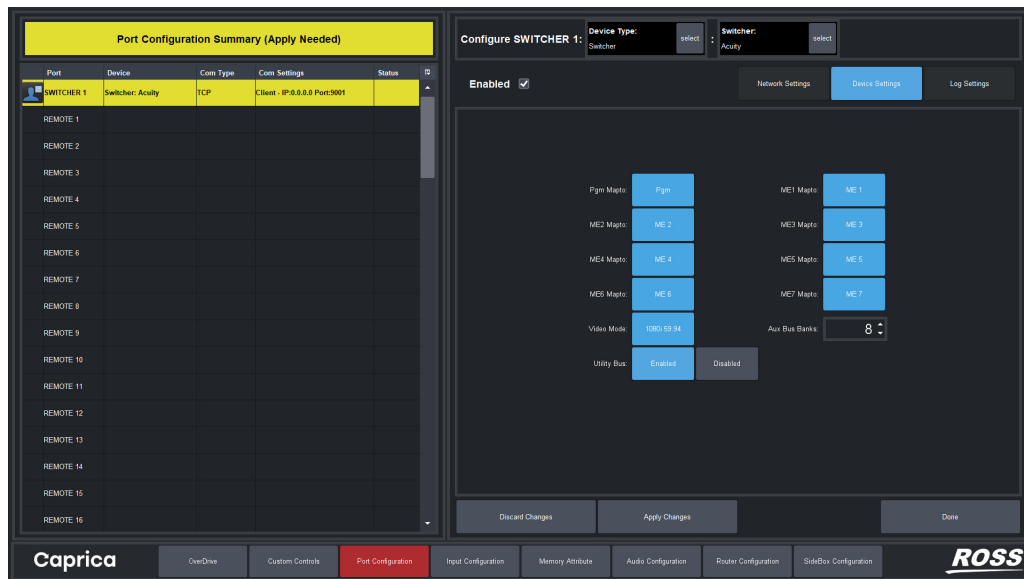 Port Configuration Summary (Apply Needed)
Port Device Com Type Com Settings Status
SWITCHER 1 Switcher: Acuity TCP Client - IP:0.0.0.0 Port:9001
REMOTE 1
REMOTE 2
REMOTE 3
REMOTE 4
REMOTE 5
REMOTE 6
REMOTE 7
REMOTE 8
REMOTE 9
REMOTE 10
REMOTE 11
REMOTE 12
REMOTE 13
REMOTE 14
REMOTE 15
REMOTE 16
Configure SWITCHER 1: Device Type: Switcher select : Switcher: Acuity select
Enabled Network Settings Device Settings Log Settings
Pgm Mapto: Pgm ME1 Mapto: ME 1
ME2 Mapto: ME 2 ME3 Mapto: ME 3
ME4 Mapto: ME 4 ME5 Mapto: ME 5
ME6 Mapto: ME 6 ME7 Mapto: ME 7
Video Mode: 1080i 59.94 Aux Bus Banks: 8
Utility Bus: Enabled Disabled
Discard Changes Apply Changes Done
Caprica OverDrive Custom Controls Port Configuration Input Configuration Memory Attribute Audio Configuration Router Configuration SideBox Configuration ROSS